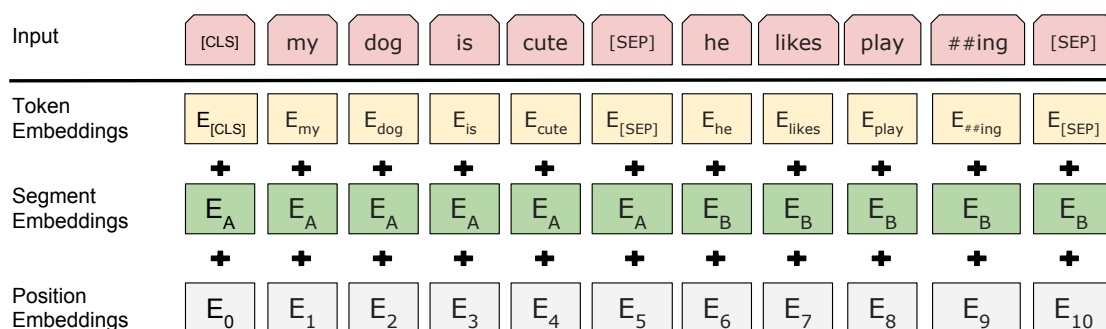 Input [CLS] my dog is cute [SEP] he likes play ##ing [SEP]
Token Embeddings E[CLS] Emy Edog Eis Ecute E[SEP] Ehe Elikes Eplay E##ing E[SEP]
+ + + + + + + + + + +
Segment Embeddings EA EA EA EA EA EA EB EB EB EB EB
+ + + + + + + + + + +
Position Embeddings E0 E1 E2 E3 E4 E5 E6 E7 E8 E9 E10